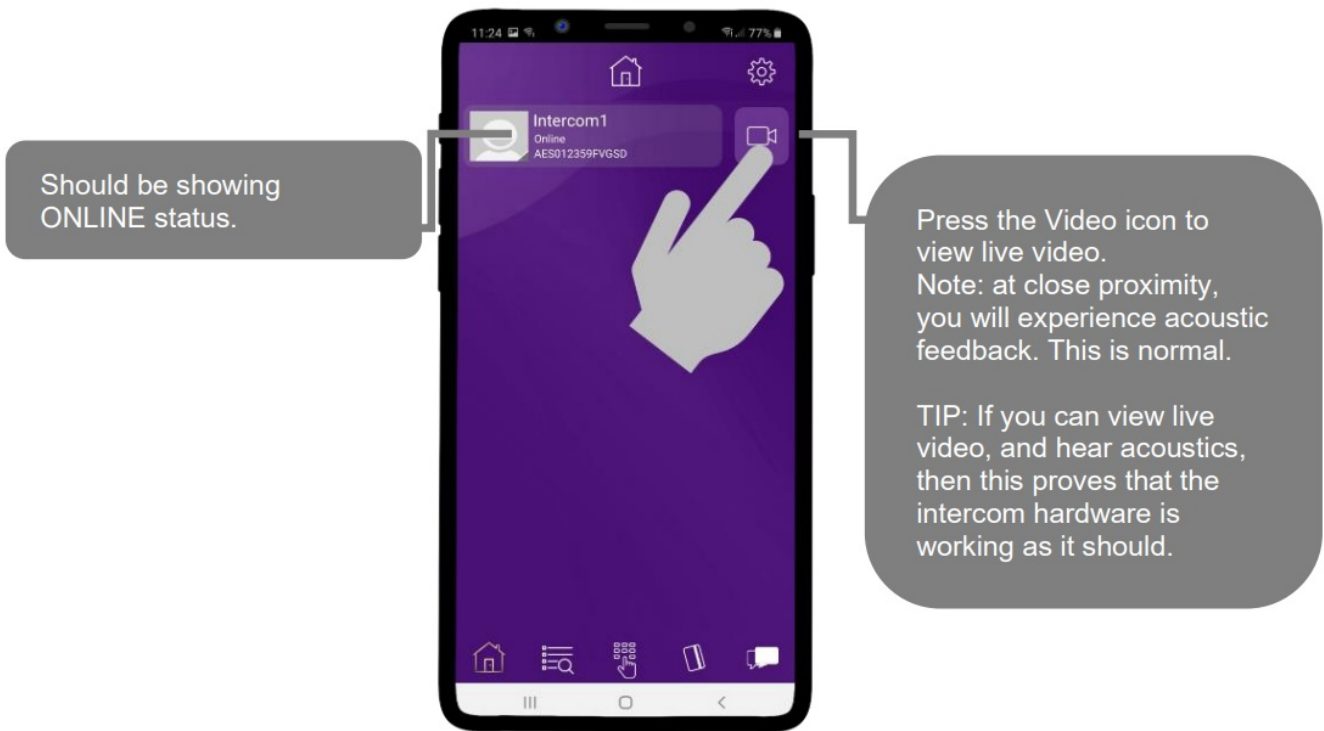 11:24
77%
Intercom1
Online
AES012359FVGSD
Should be showing
ONLINE status.
Press the Video icon to
view live video.
Note: at close proximity,
you will experience acoustic
feedback. This is normal.
TIP: If you can view live
video, and hear acoustics,
then this proves that the
intercom hardware is
working as it should.